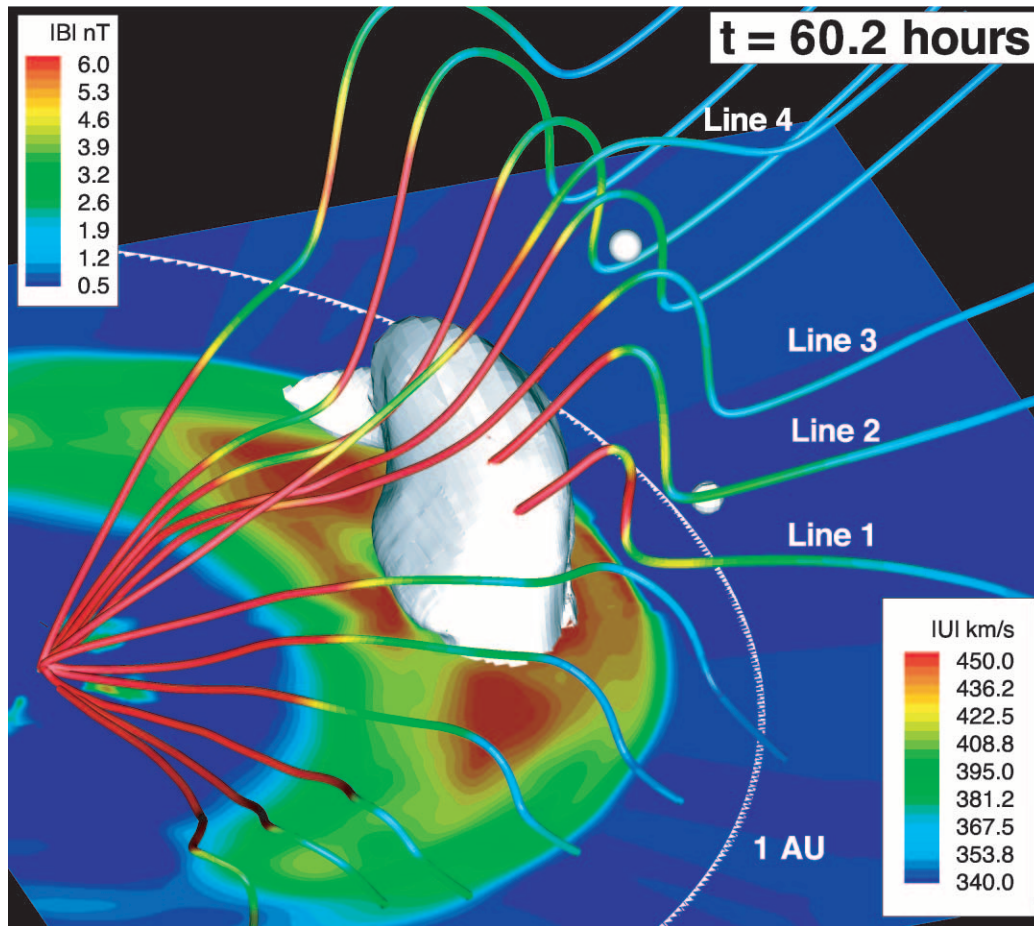 |B| nT
6.0
5.3
4.6
3.9
3.2
2.6
1.9
1.2
0.5
t = 60.2 hours
Line 4
Line 3
Line 2
Line 1
1 AU
|U| km/s
450.0
436.2
422.5
408.8
395.0
381.2
367.5
353.8
340.0